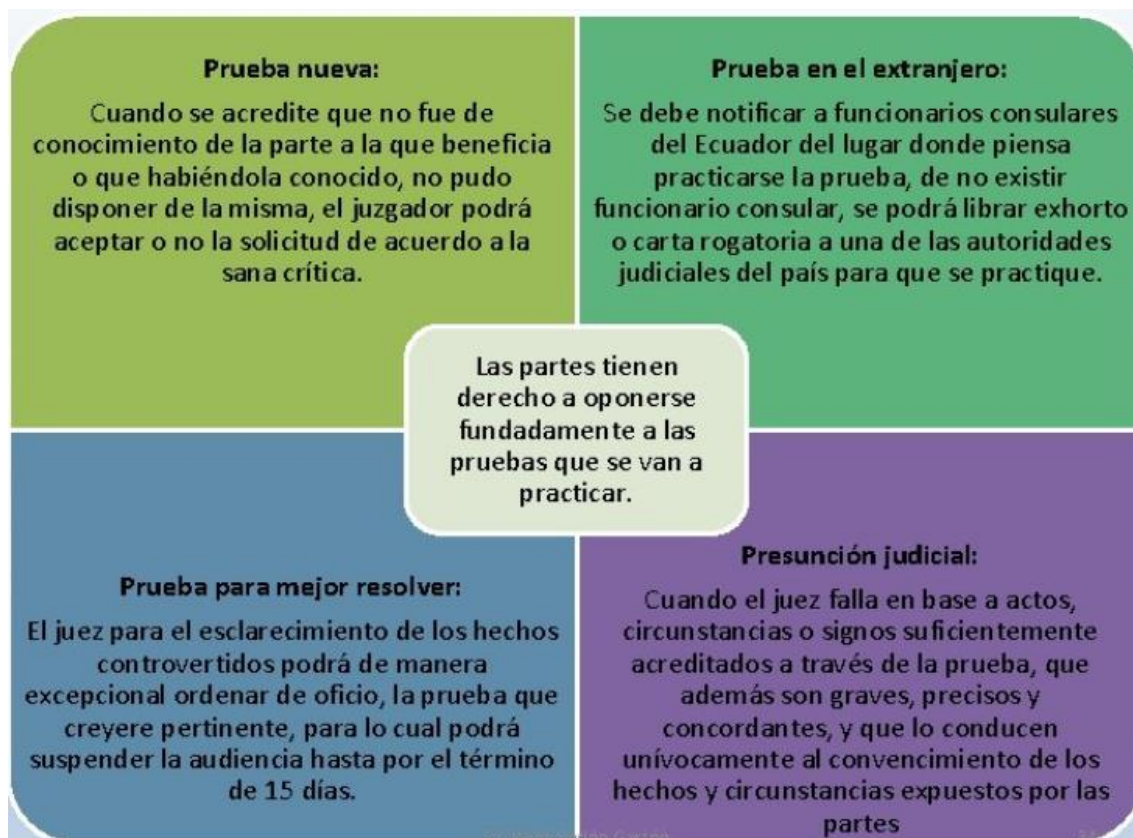 Prueba nueva:
Cuando se acredite que no fue de
conocimiento de la parte a la que beneficia
o que habiéndola conocido, no pudo
disponer de la misma, el juzgador podrá
aceptar o no la solicitud de acuerdo a la
sana crítica.
Prueba en el extranjero:
Se debe notificar a funcionarios consulares
del Ecuador del lugar donde piensa
practicarse la prueba, de no existir
funcionario consular, se podrá librar exhorto
o carta rogatoria a una de las autoridades
judiciales del país para que se practique.
Las partes tienen
derecho a oponerse
fundadamente a las
pruebas que se van a
practicar.
Prueba para mejor resolver:
El juez para el esclarecimiento de los hechos
controvertidos podrá de manera
excepcional ordenar de oficio, la prueba que
creyere pertinente, para lo cual podrá
suspender la audiencia hasta por el término
de 15 días.
Presunción judicial:
Cuando el juez falla en base a actos,
circunstancias o signos suficientemente
acreditados a través de la prueba, que
además son graves, precisos y
concordantes, y que lo conducen
unívocamente al convencimiento de los
hechos y circunstancias expuestos por las
partes